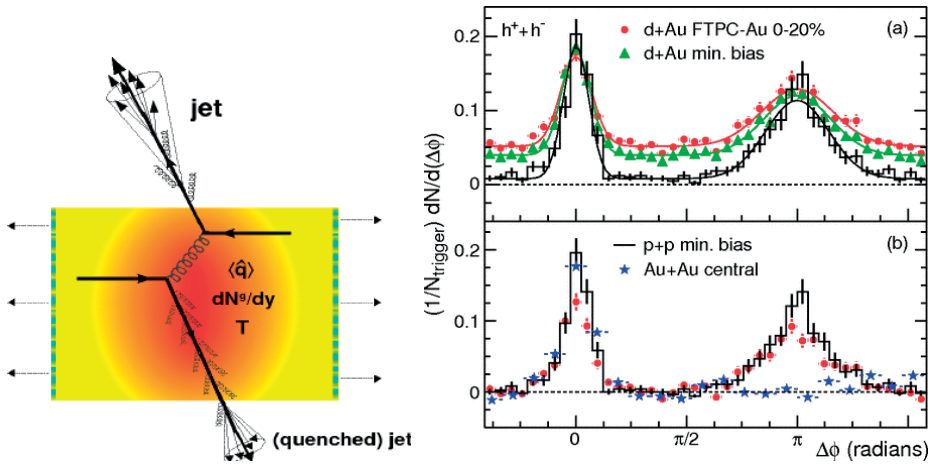 jet
⟨q̂⟩
dNᵍ/dy
T
(quenched) jet
(1/N_trigger) dN/d(Δϕ)
h⁺+h⁻
d+Au FTPC-Au 0-20%
d+Au min. bias
(a)
0.2
0.1
0
p+p min. bias
Au+Au central
(b)
0.2
0.1
0
0
π/2
π
Δϕ (radians)